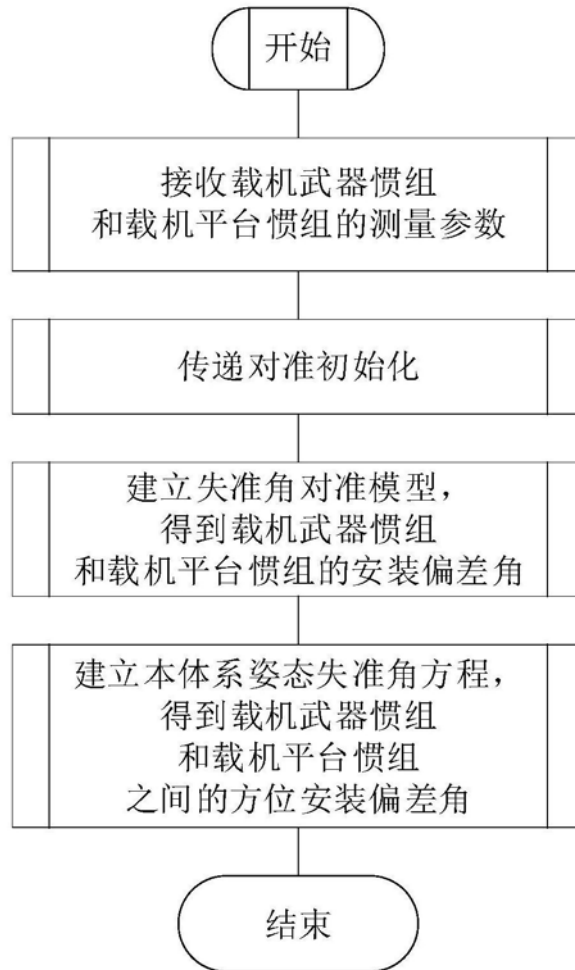 开始
接收载机武器惯组
和载机平台惯组的测量参数
传递对准初始化
建立失准角对准模型，
得到载机武器惯组
和载机平台惯组的安装偏差角
建立本体系姿态失准角方程，
得到载机武器惯组
和载机平台惯组
之间的方位安装偏差角
结束